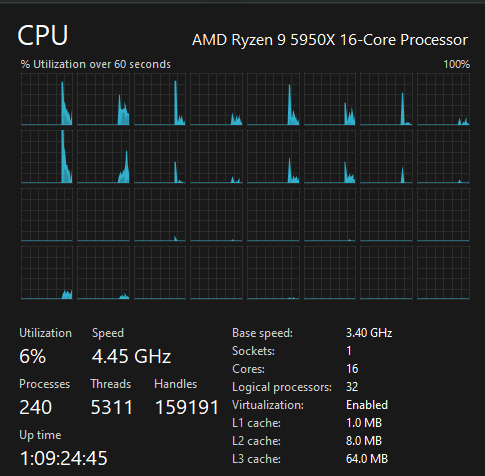 CPU AMD Ryzen 9 5950X 16-Core Processor
% Utilization over 60 seconds 100%
Utilization Speed Base speed: 3.40 GHz
6% 4.45 GHz Sockets: 1
Cores: 16
Processes Threads Handles Logical processors: 32
240 5311 159191 Virtualization: Enabled
L1 cache: 1.0 MB
Up time L2 cache: 8.0 MB
1:09:24:45 L3 cache: 64.0 MB